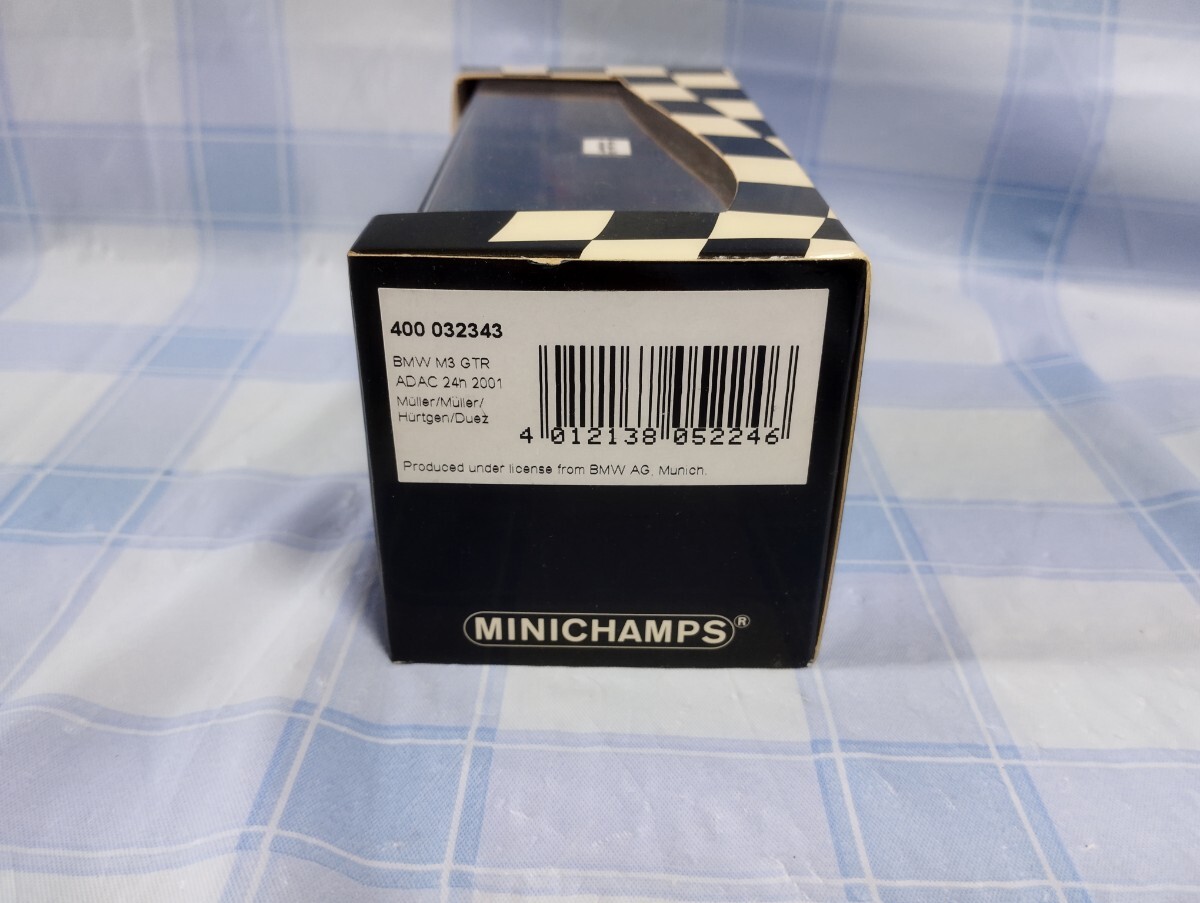 400 032343
BMW M3 GTR
ADAC 24h 2001
Müller/Müller/
Hürtgen/Duez
4 012138 052246
Produced under license from BMW AG, Munich.
MINICHAMPS®